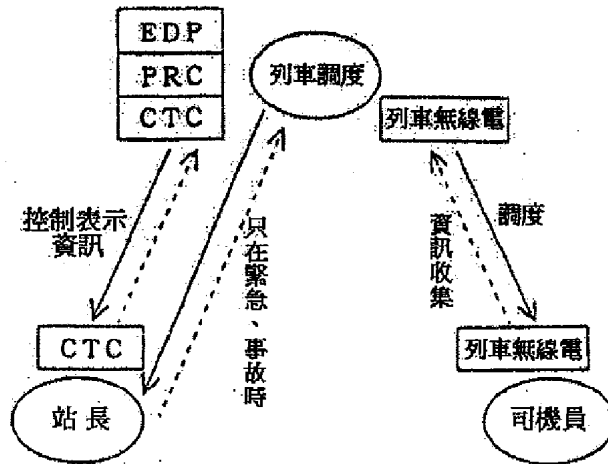 EDP
PRC
CTC
列車調度
列車無線電
控制表示
資訊
只在緊急、事故時
資訊收集
調度
CTC
站長
列車無線電
司機員